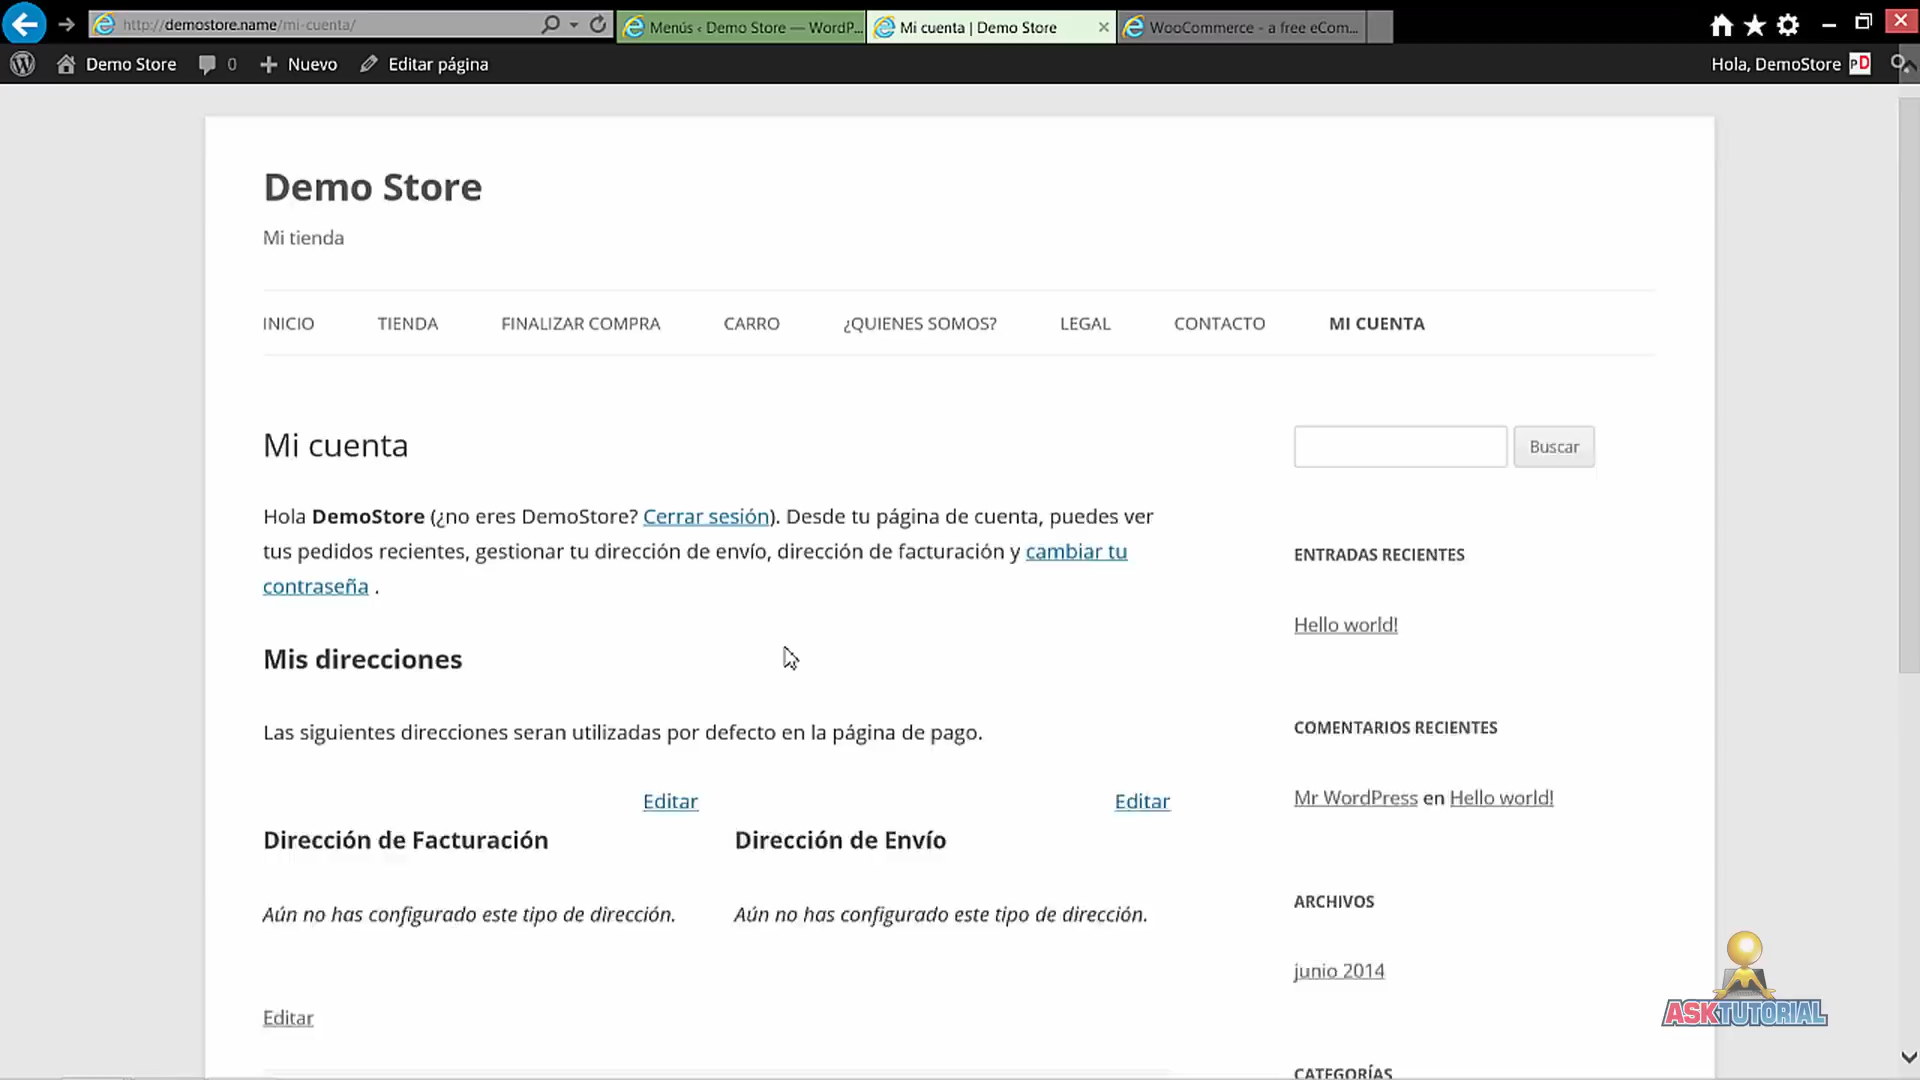 http://demostore.name/mi-cuenta/
Menús ‹ Demo Store — WordP...
Mi cuenta | Demo Store
WooCommerce - a free eCom...
Demo Store
0
Nuevo
Editar página
Hola, DemoStore
PD
Demo Store
Mi tienda
INICIO
TIENDA
FINALIZAR COMPRA
CARRO
¿QUIENES SOMOS?
LEGAL
CONTACTO
MI CUENTA
Mi cuenta
Hola DemoStore (¿no eres DemoStore? Cerrar sesión). Desde tu página de cuenta, puedes ver
tus pedidos recientes, gestionar tu dirección de envío, dirección de facturación y cambiar tu
contraseña .
Mis direcciones
Las siguientes direcciones seran utilizadas por defecto en la página de pago.
Editar
Dirección de Facturación
Aún no has configurado este tipo de dirección.
Editar
Dirección de Envío
Aún no has configurado este tipo de dirección.
Editar
Buscar
ENTRADAS RECIENTES
Hello world!
COMENTARIOS RECIENTES
Mr WordPress en Hello world!
ARCHIVOS
junio 2014
CATEGORÍAS
ASKTUTORIAL